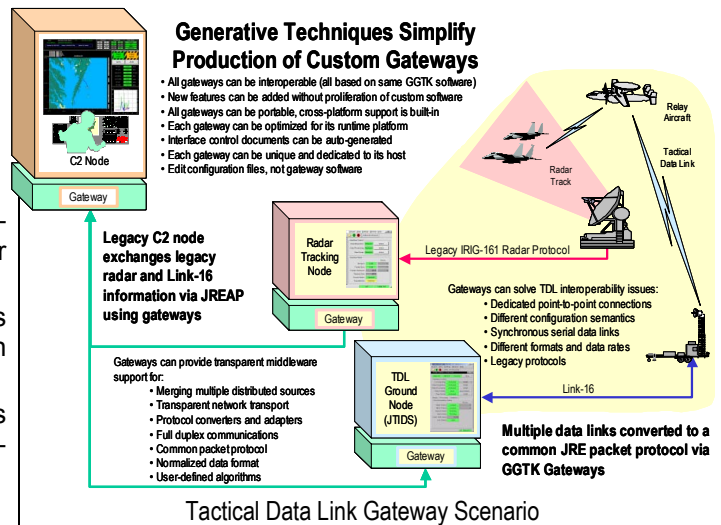 Generative Techniques Simplify
Production of Custom Gateways
• All gateways can be interoperable (all based on same GGTK software)
• New features can be added without proliferation of custom software
• All gateways can be portable, cross-platform support is built-in
• Each gateway can be optimized for its runtime platform
• Interface control documents can be auto-generated
• Each gateway can be unique and dedicated to its host
• Edit configuration files, not gateway software
C2 Node
Gateway
Relay
Aircraft
Tactical
Data Link
Radar
Track
Legacy C2 node
exchanges legacy
radar and Link-16
information via JREAP
using gateways
Radar
Tracking
Node
Gateway
Legacy IRIG-161 Radar Protocol
Gateways can solve TDL interoperability issues:
• Dedicated point-to-point connections
• Different configuration semantics
• Synchronous serial data links
• Different formats and data rates
• Legacy protocols
Gateways can provide transparent middleware
support for:
• Merging multiple distributed sources
• Transparent network transport
• Protocol converters and adapters
• Full duplex communications
• Common packet protocol
• Normalized data format
• User-defined algorithms
TDL
Ground
Node
(JTIDS)
Gateway
Link-16
Multiple data links converted to a
common JRE packet protocol via
GGTK Gateways
Tactical Data Link Gateway Scenario